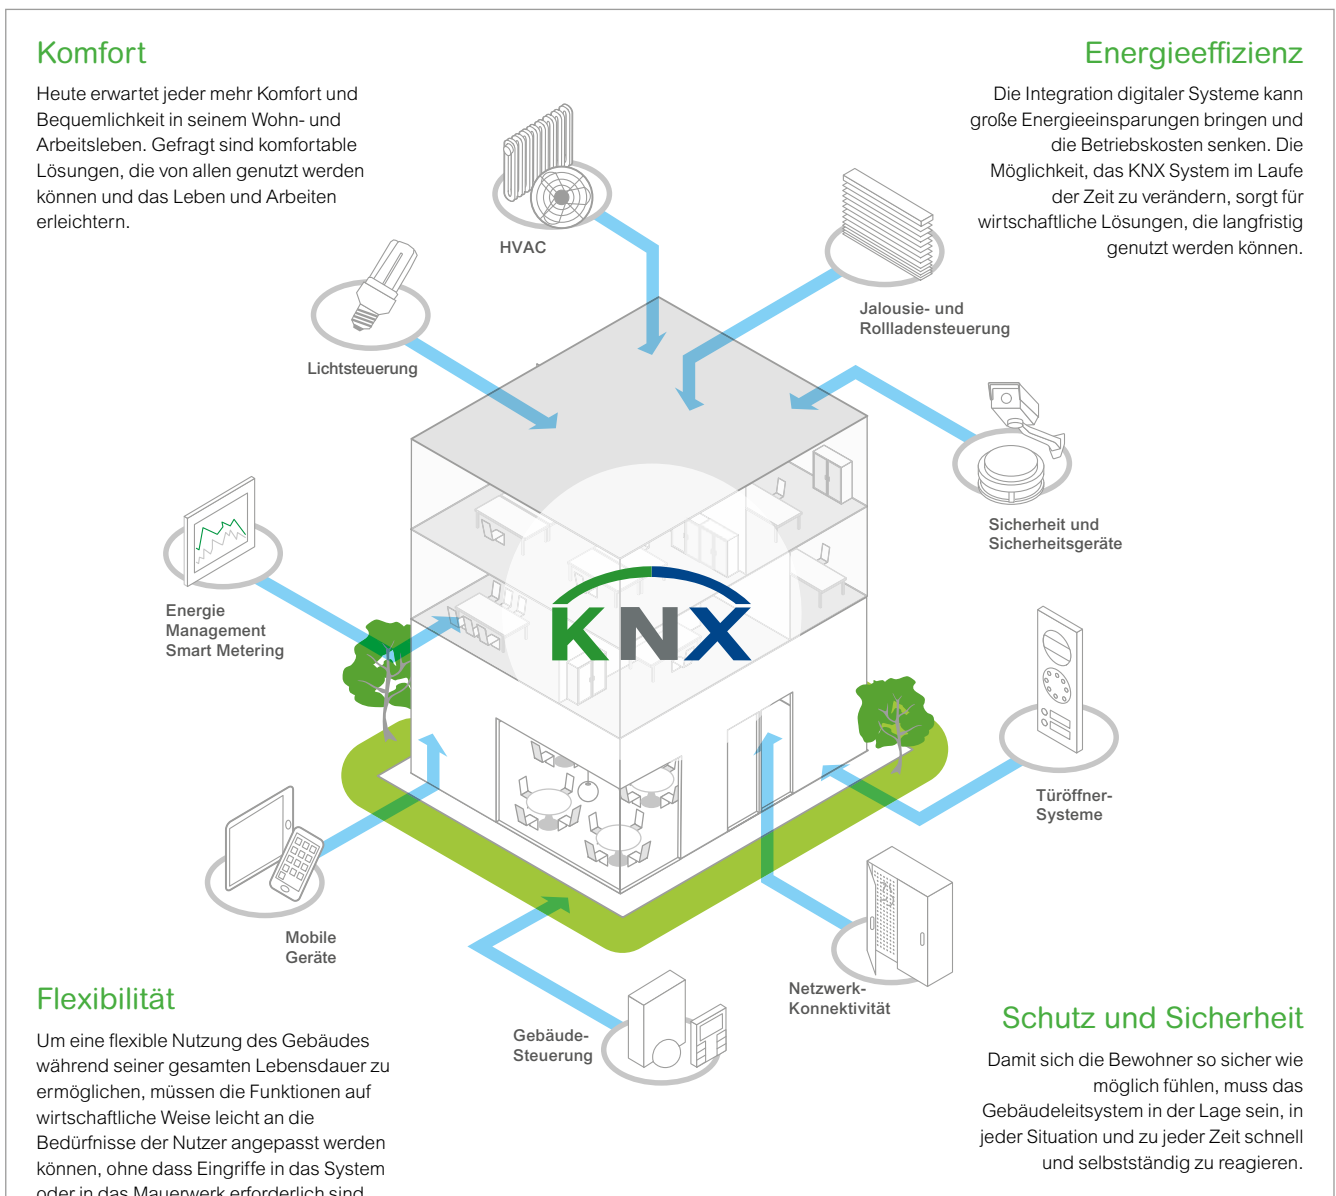 Komfort
Heute erwartet jeder mehr Komfort und
Bequemlichkeit in seinem Wohn- und
Arbeitsleben. Gefragt sind komfortable
Lösungen, die von allen genutzt werden
können und das Leben und Arbeiten
erleichtern.
Energieeffizienz
Die Integration digitaler Systeme kann
große Energieeinsparungen bringen und
die Betriebskosten senken. Die
Möglichkeit, das KNX System im Laufe
der Zeit zu verändern, sorgt für
wirtschaftliche Lösungen, die langfristig
genutzt werden können.
HVAC
Jalousie- und
Rollladensteuerung
Lichtsteuerung
Sicherheit und
Sicherheitsgeräte
Energie
Management
Smart Metering
KNX
Türöffner-
Systeme
Mobile
Geräte
Netzwerk-
Konnektivität
Gebäude-
Steuerung
Flexibilität
Um eine flexible Nutzung des Gebäudes
während seiner gesamten Lebensdauer zu
ermöglichen, müssen die Funktionen auf
wirtschaftliche Weise leicht an die
Bedürfnisse der Nutzer angepasst werden
können, ohne dass Eingriffe in das System
oder in das Mauerwerk erforderlich sind
Schutz und Sicherheit
Damit sich die Bewohner so sicher wie
möglich fühlen, muss das
Gebäudeleitsystem in der Lage sein, in
jeder Situation und zu jeder Zeit schnell
und selbstständig zu reagieren.